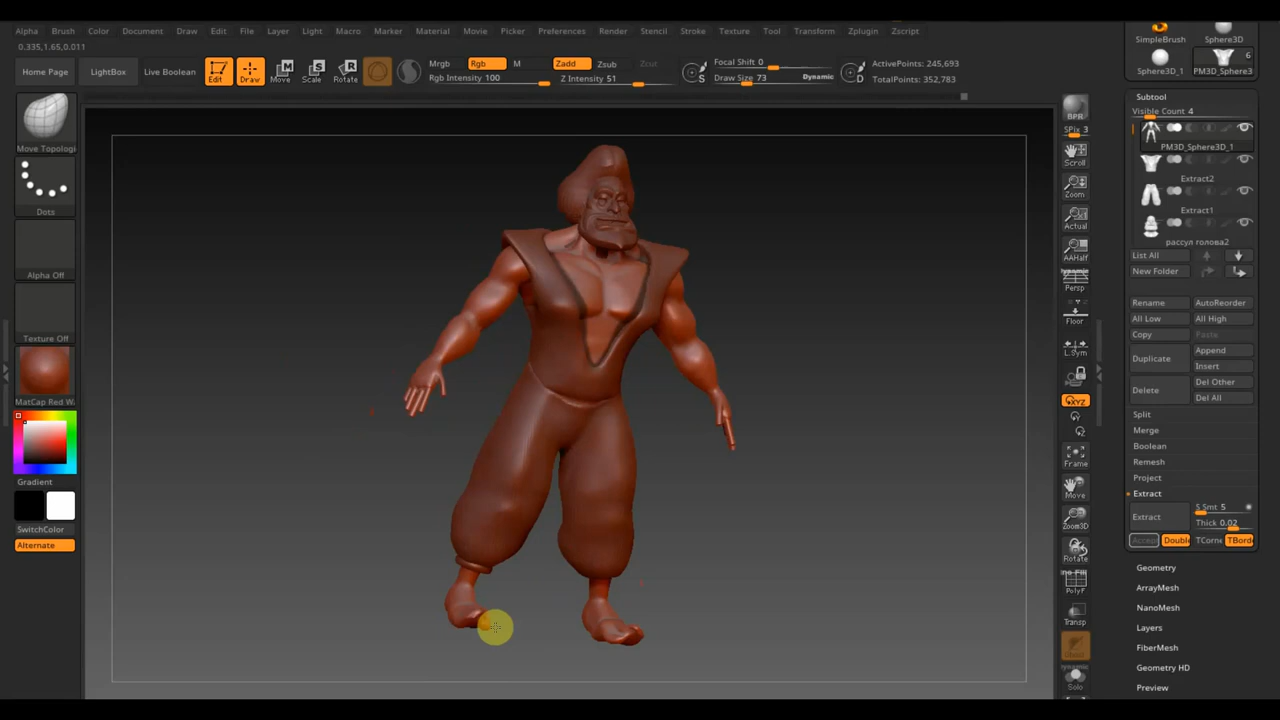 Alpha Brush Color Document Draw Edit File Layer Light Macro Marker Material Movie Picker Preferences Render Stencil Stroke Texture Tool Transform Zplugin Zscript
0.335,1.65,0.011
Home Page LightBox Live Boolean Edit Draw Move Scale Rotate
Mrgb Rgb M
Rgb Intensity 100
Zadd Zsub Zcut
Z Intensity 51
S
Focal Shift 0
Draw Size 73 Dynamic
D
ActivePoints: 245,693
TotalPoints: 352,783
SimpleBrush Sphere3D
6
Sphere3D_1 PM3D_Sphere3
Move Topologi
Dots
Alpha Off
Texture Off
MatCap Red W
Gradient
SwitchColor
Alternate
BPR
SPix 3
Scroll
Zoom
Actual
AAHalf
Dynamic
Persp
Floor
L.Sym
XYZ
Frame
Move
Zoom3D
Rotate
PolyF
Transp
Dynamic
Solo
Subtool
Visible Count 4
PM3D_Sphere3D_1
Extract2
Extract1
рассул голова2
List All
New Folder
Rename AutoReorder
All Low All High
Copy Paste
Duplicate Append
Insert
Delete Del Other
Del All
Split
Merge
Boolean
Remesh
Project
Extract
Extract S Smt 5
Thick 0.02
Accept Double TCorne TBorde
Geometry
ArrayMesh
NanoMesh
Layers
FiberMesh
Geometry HD
Preview